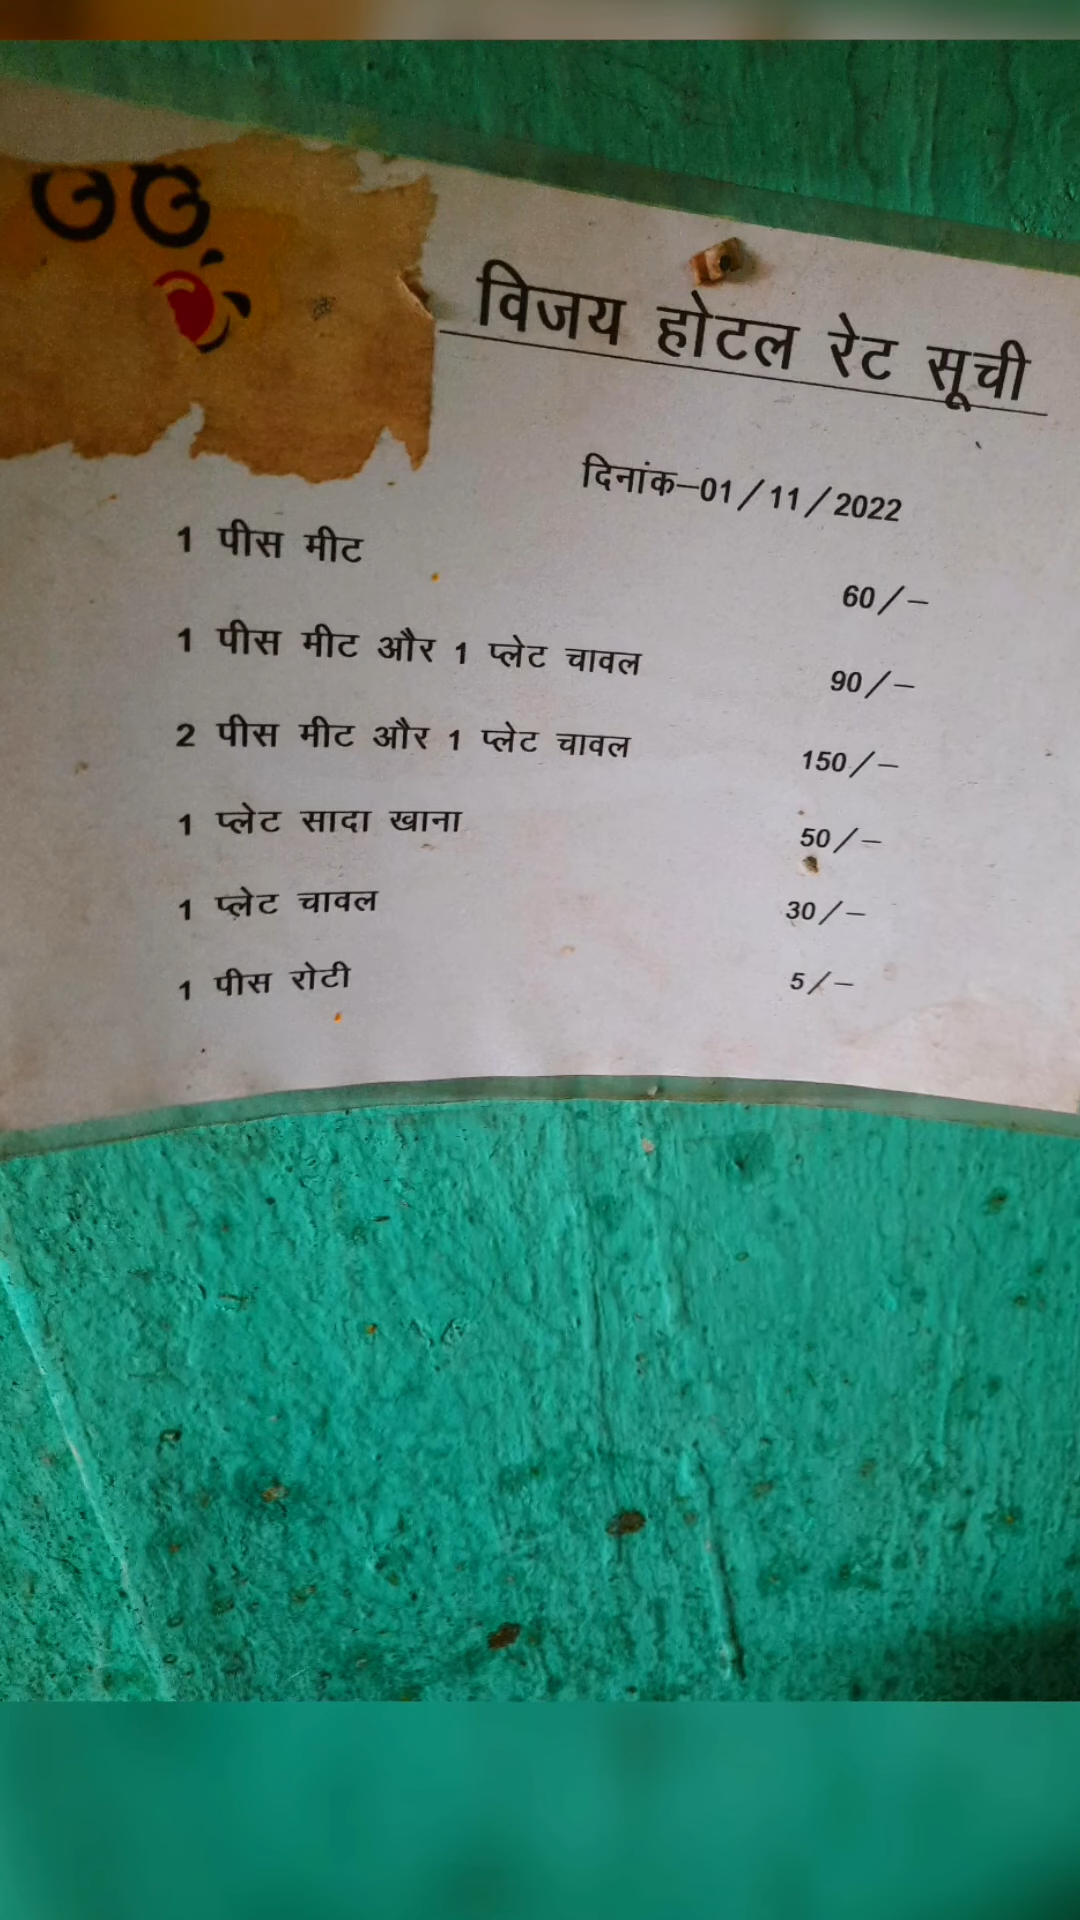 विजय होटल रेट सूची
दिनांक–01/11/2022
1 पीस मीट 60/–
1 पीस मीट और 1 प्लेट चावल 90/–
2 पीस मीट और 1 प्लेट चावल 150/–
1 प्लेट सादा खाना 50/–
1 प्लेट चावल 30/–
1 पीस रोटी 5/–